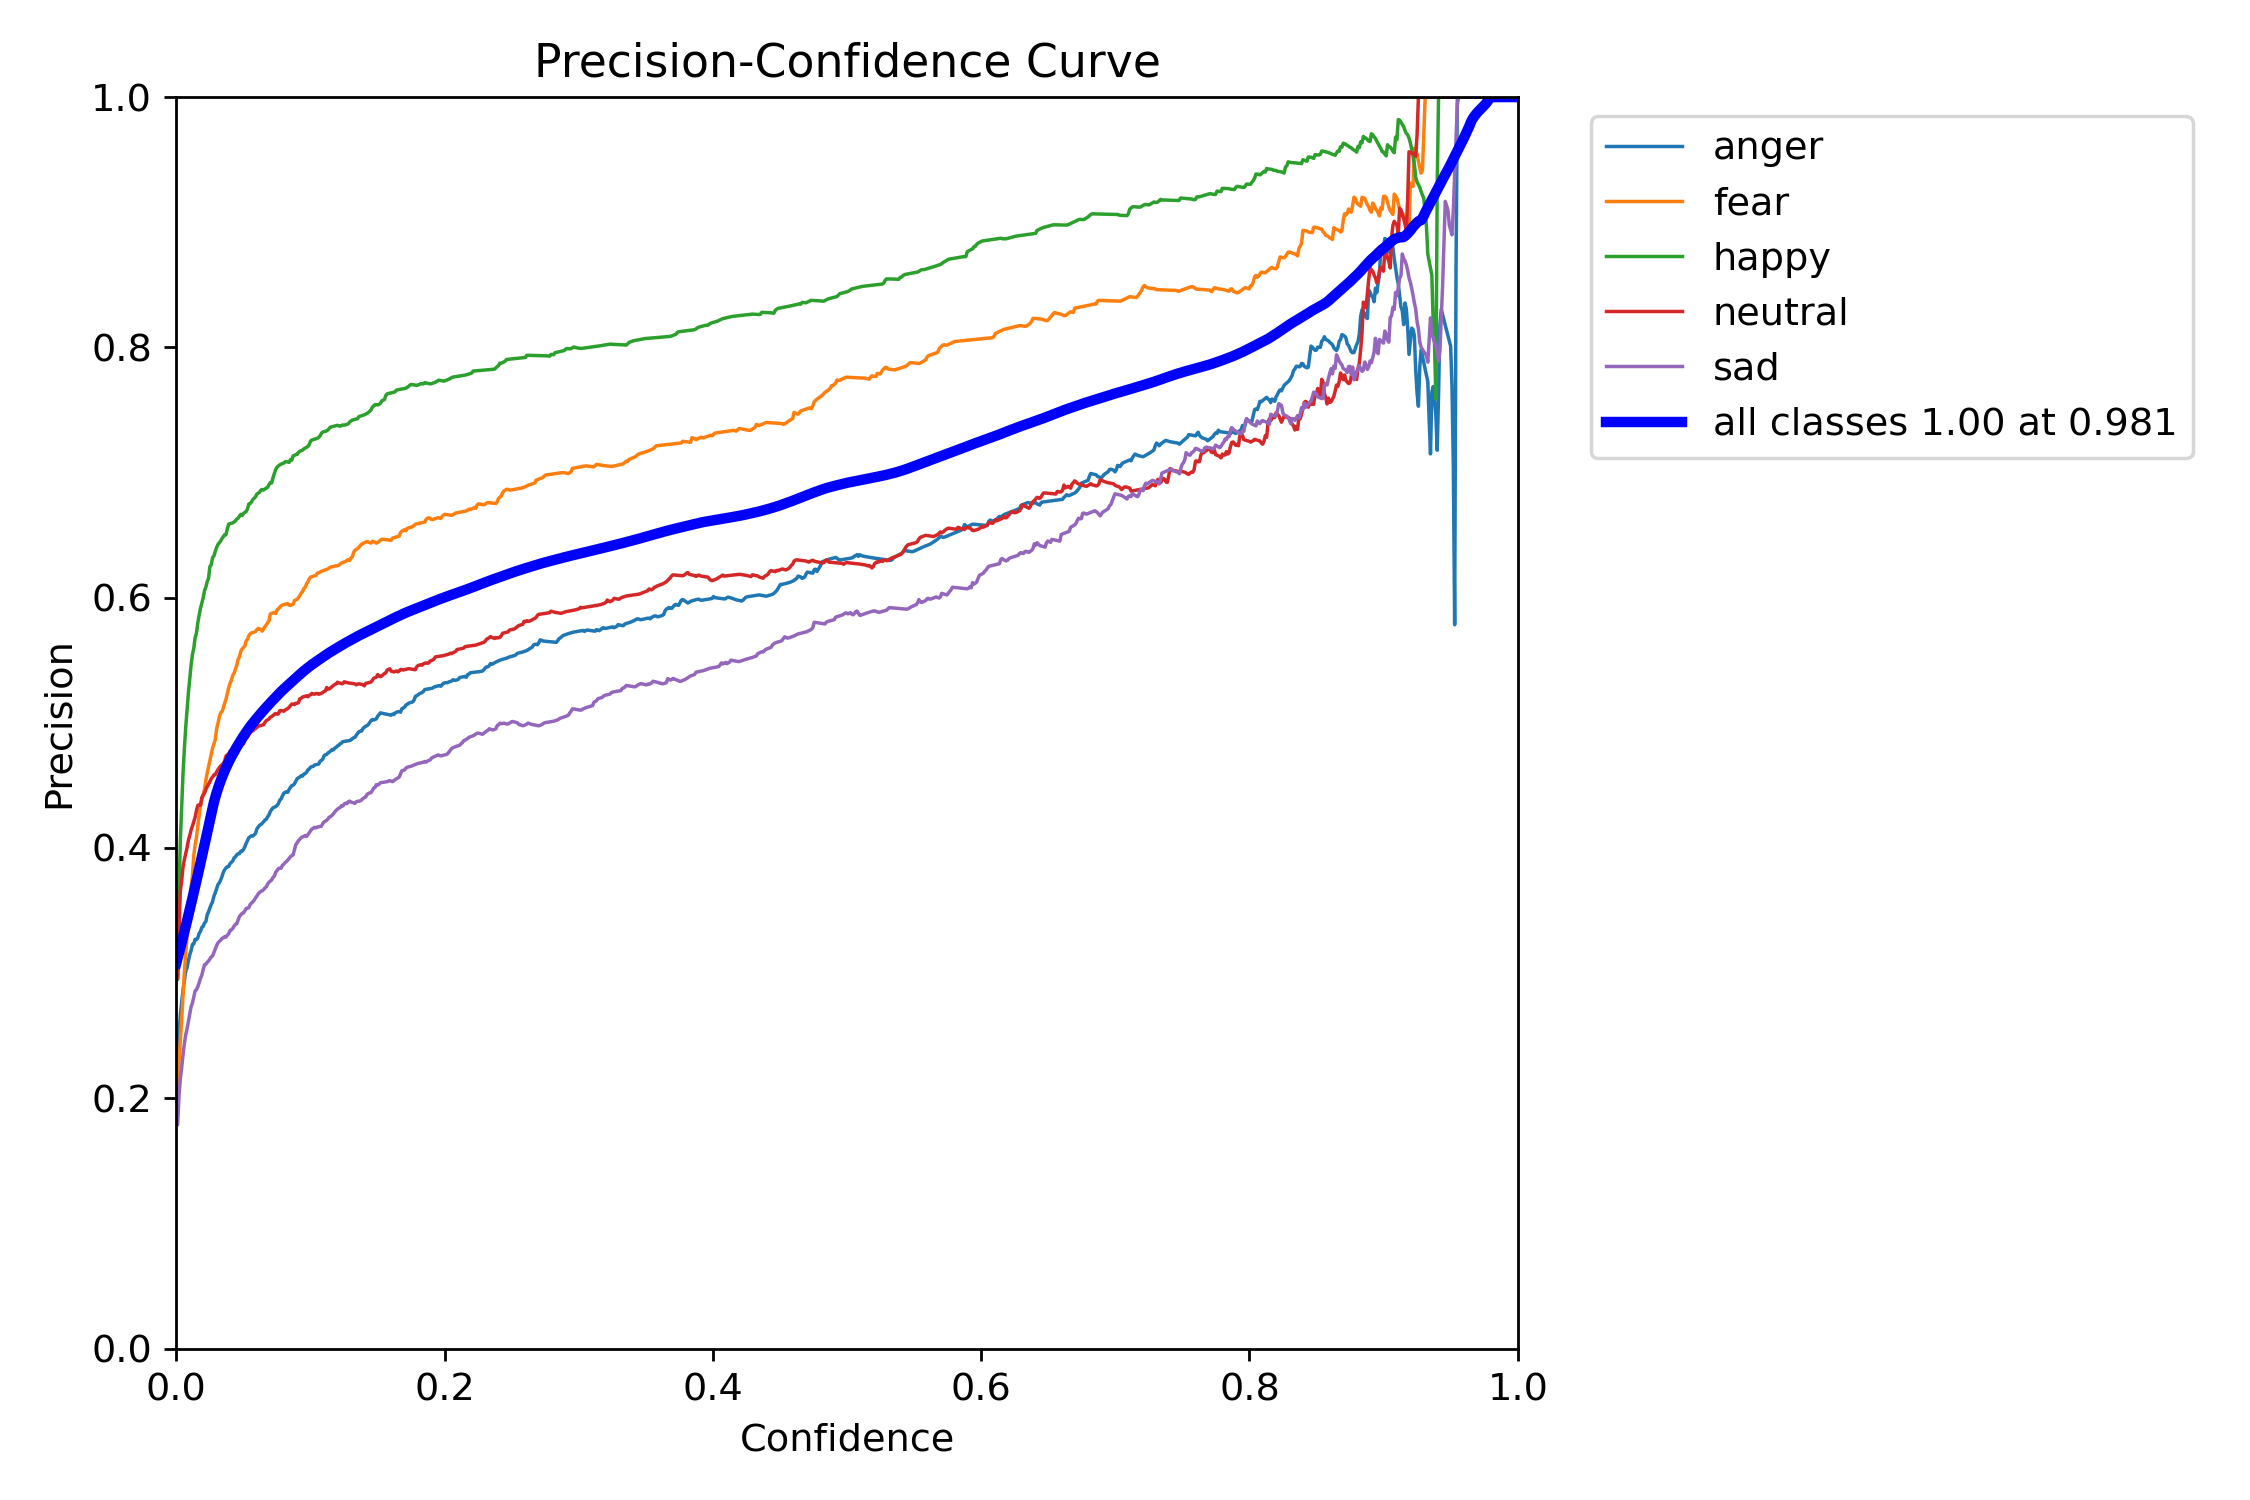 Precision-Confidence Curve
1.0
0.8
0.6
0.4
0.2
0.0
Precision
0.0 0.2 0.4 0.6 0.8 1.0
Confidence
anger
fear
happy
neutral
sad
all classes 1.00 at 0.981